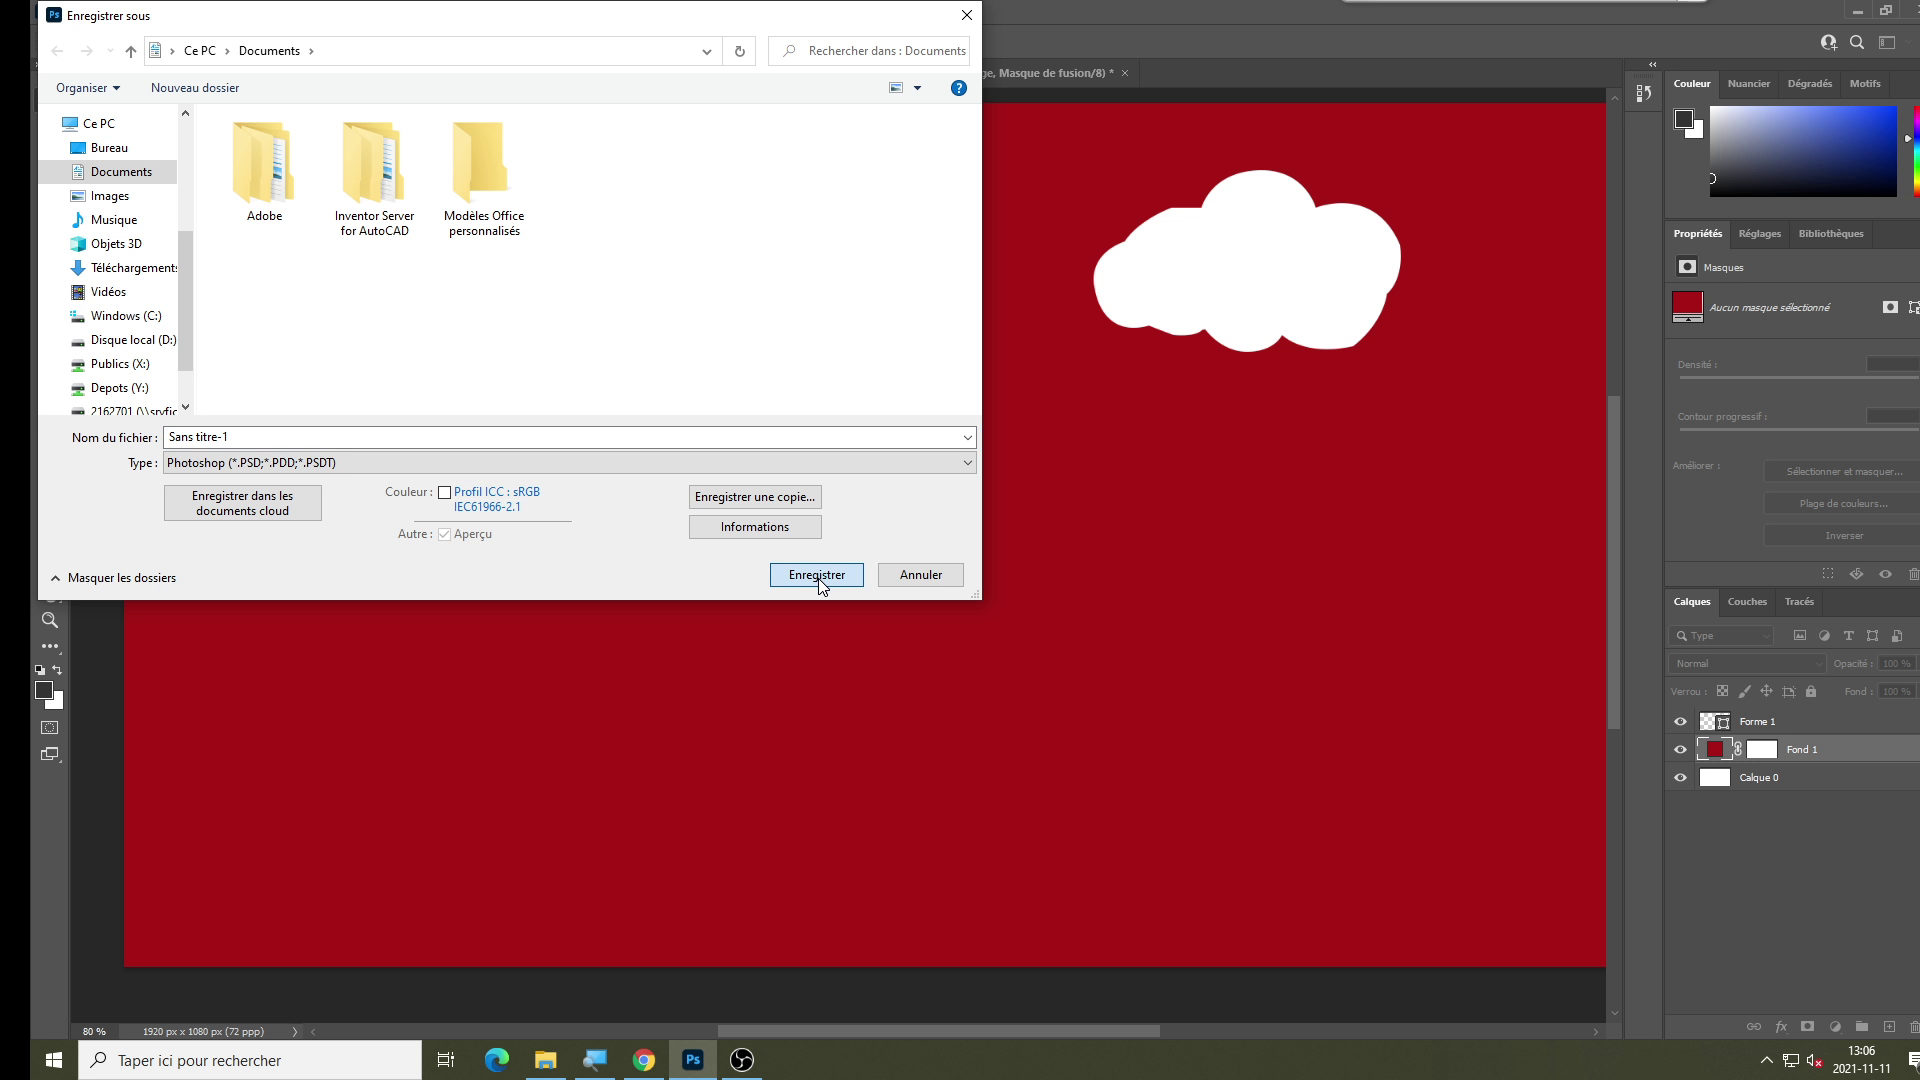 Ps Enregistrer sous
Ce PC > Documents >
Rechercher dans : Documents
Organiser
Nouveau dossier
Ce PC
Bureau
Documents
Images
Musique
Objets 3D
Téléchargements
Vidéos
Windows (C:)
Disque local (D:)
Publics (X:)
Depots (Y:)
2162701 (\\srvfic
Adobe
Inventor Server
for AutoCAD
Modèles Office
personnalisés
Nom du fichier : Sans titre-1
Type : Photoshop (*.PSD;*.PDD;*.PSDT)
Enregistrer dans les
documents cloud
Couleur : Profil ICC : sRGB
IEC61966-2.1
Autre : Aperçu
Enregistrer une copie...
Informations
Masquer les dossiers
Enregistrer
Annuler
ge, Masque de fusion/8) * ×
Couleur Nuancier Dégradés Motifs
Propriétés Réglages Bibliothèques
Masques
Aucun masque sélectionné
Densité :
Contour progressif :
Améliorer :
Sélectionner et masquer...
Plage de couleurs...
Inverser
Calques Couches Tracés
Type
Normal Opacité : 100 %
Verrou : Fond : 100 %
Forme 1
Fond 1
Calque 0
80 % 1920 px x 1080 px (72 ppp)
Taper ici pour rechercher
Ps
13:06
2021-11-11